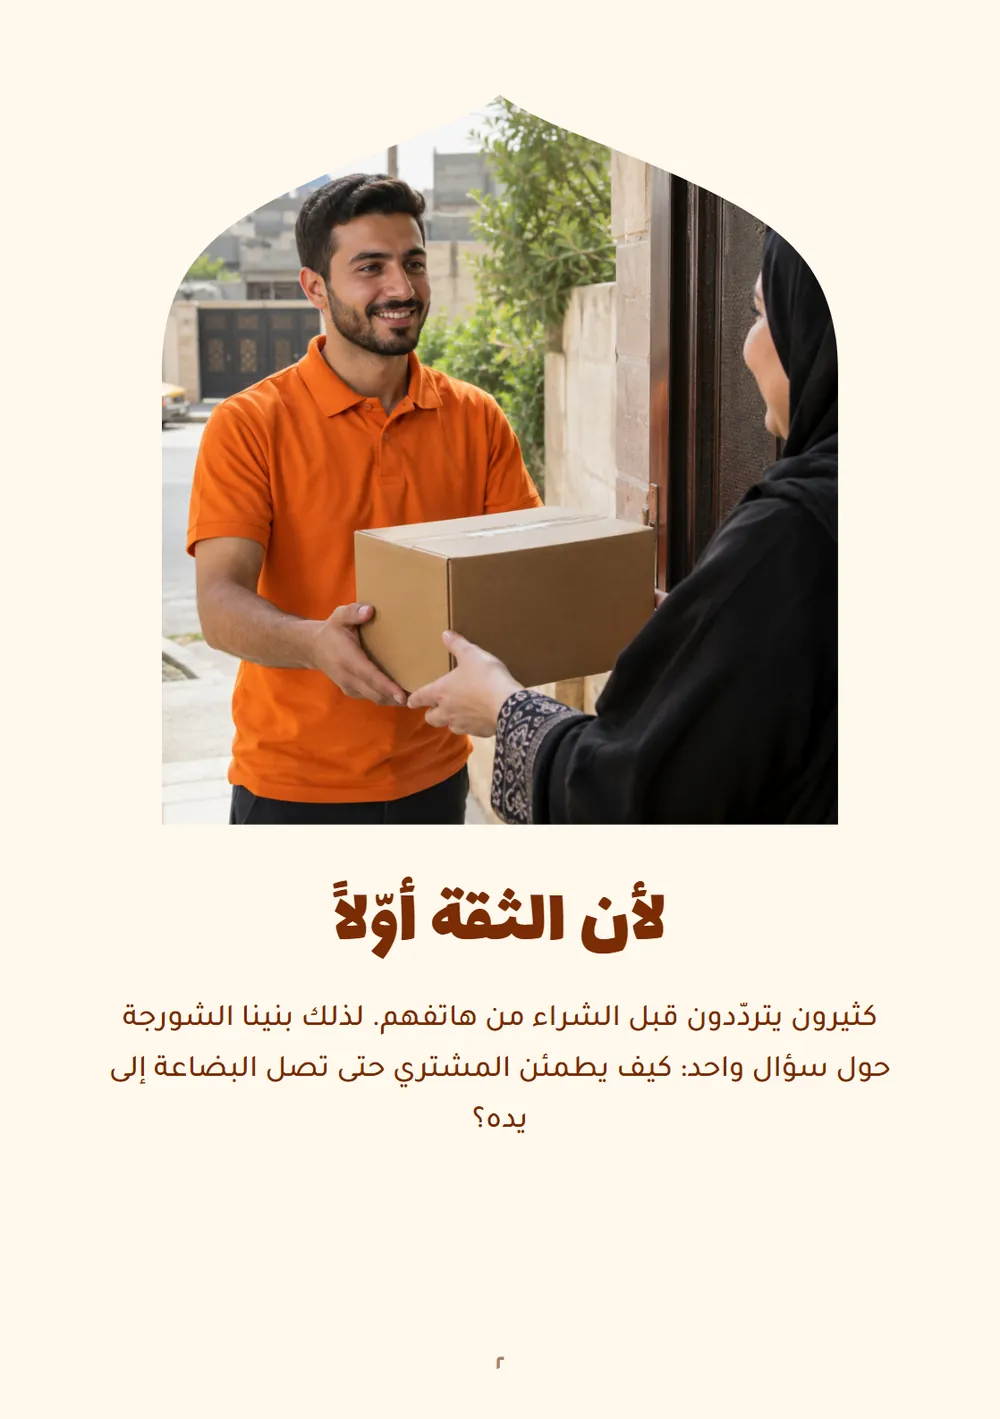 لأن الثقة أوّلاً
كثيرون يتردّدون قبل الشراء من هاتفهم. لذلك بنينا الشورجة
حول سؤال واحد: كيف يطمئن المشتري حتى تصل البضاعة إلى
يده؟
٢